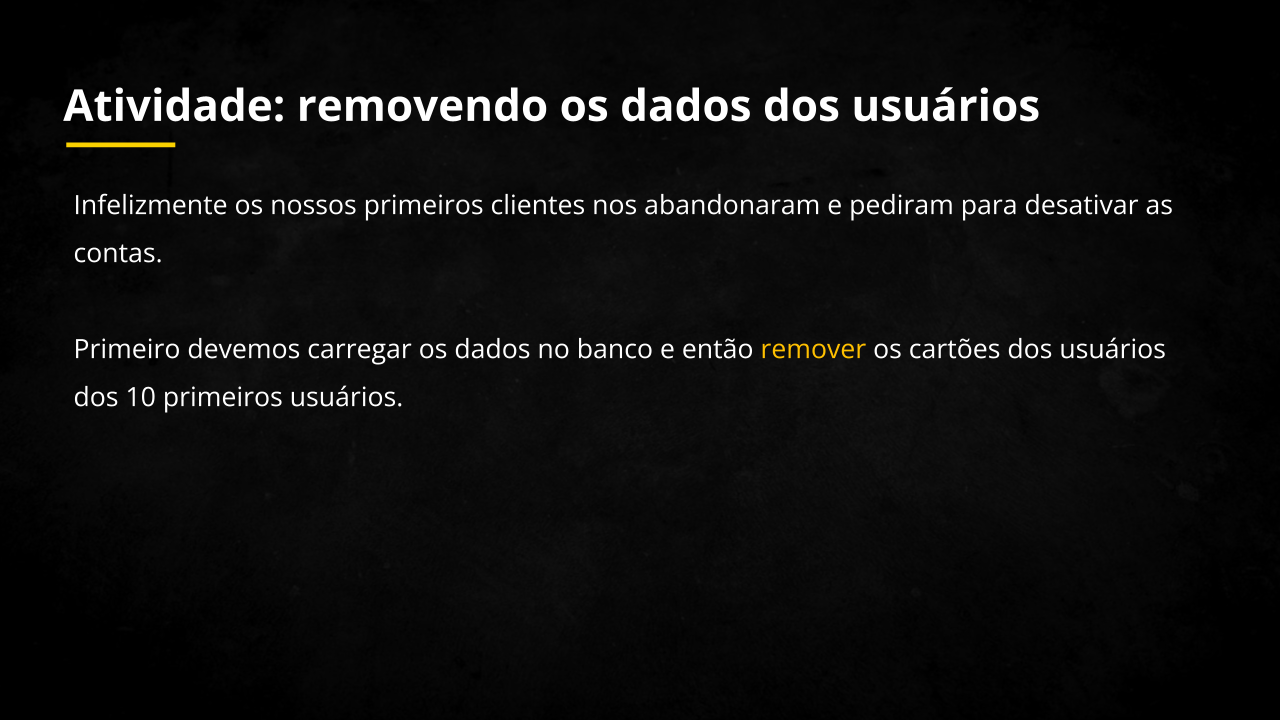 Atividade: removendo os dados dos usuários
Infelizmente os nossos primeiros clientes nos abandonaram e pediram para desativar as
contas.
Primeiro devemos carregar os dados no banco e então remover os cartões dos usuários
dos 10 primeiros usuários.